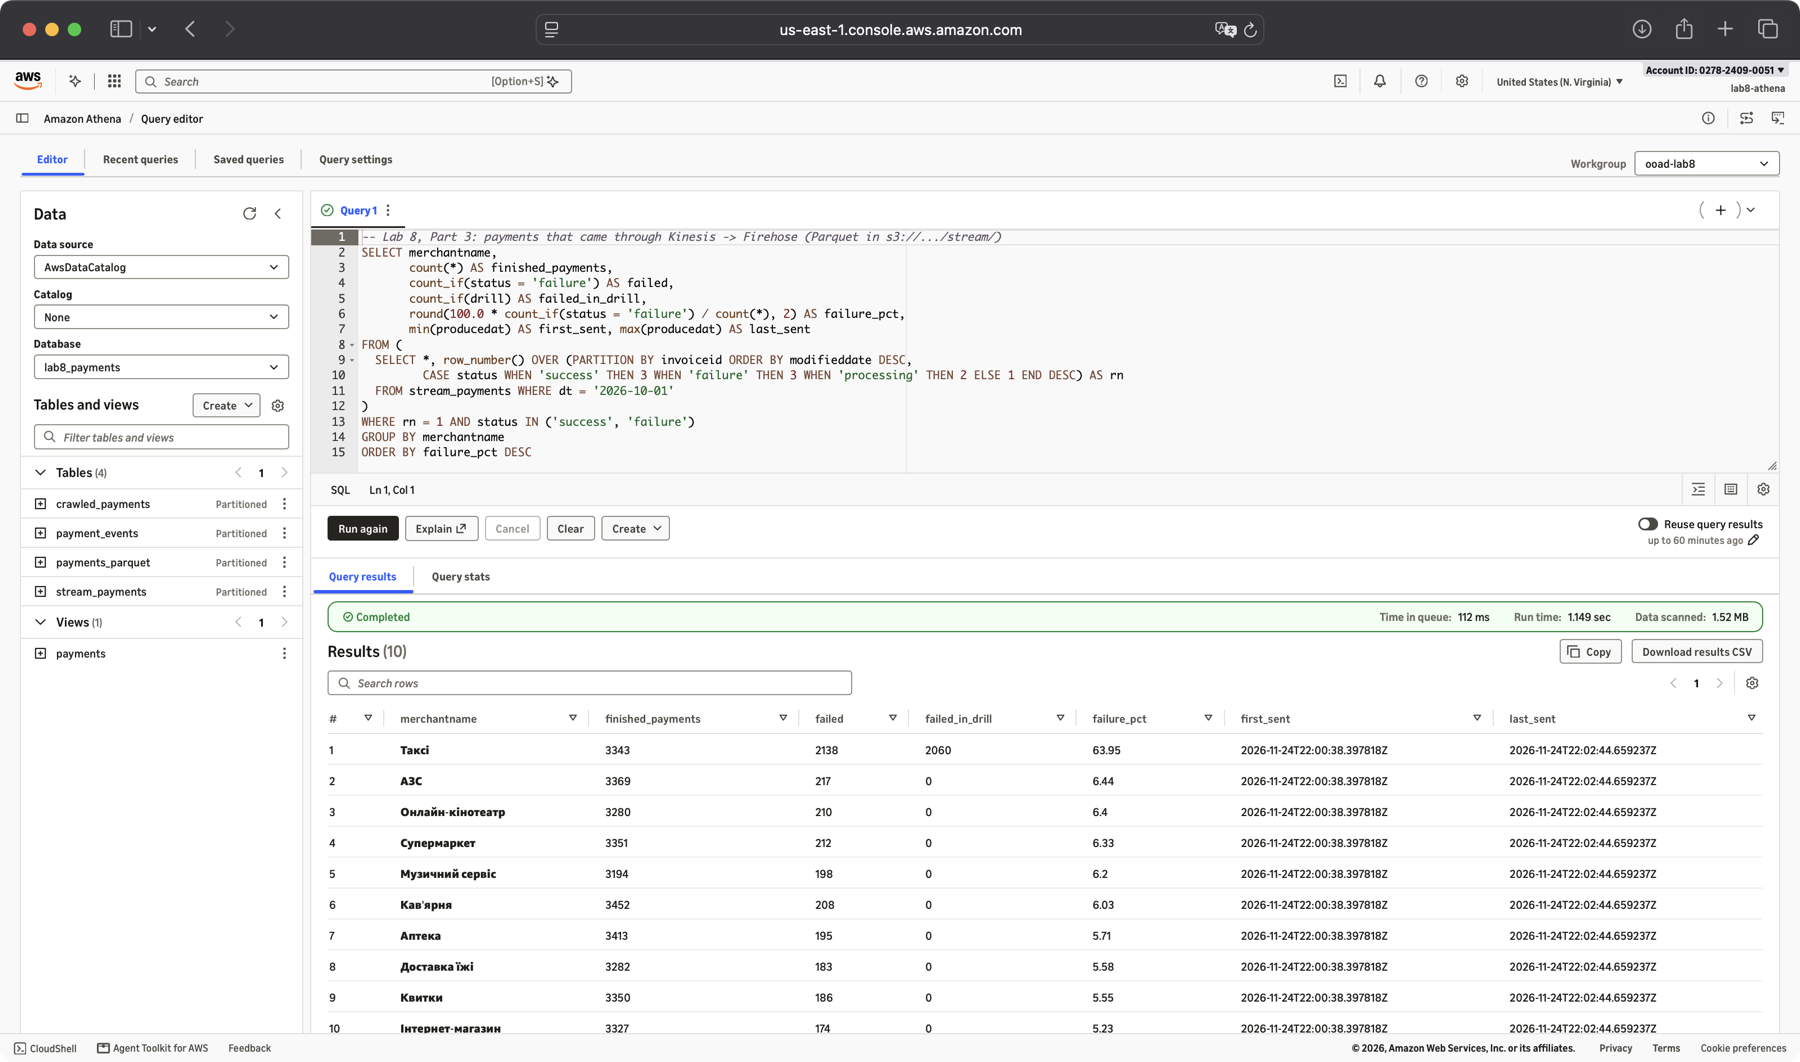 us-east-1.console.aws.amazon.com
aws
Search [Option+S]
United States (N. Virginia) ▼
Account ID: 0278-2409-0051 ▼
lab8-athena
Amazon Athena / Query editor
Editor Recent queries Saved queries Query settings
Workgroup ooad-lab8
Data
Data source
AwsDataCatalog
Catalog
None
Database
lab8_payments
Tables and views Create
Filter tables and views
Tables (4) 1
crawled_payments Partitioned
payment_events Partitioned
payments_parquet Partitioned
stream_payments Partitioned
Views (1) 1
payments
Query 1
1 -- Lab 8, Part 3: payments that came through Kinesis -> Firehose (Parquet in s3://.../stream/)
2 SELECT merchantname,
3 count(*) AS finished_payments,
4 count_if(status = 'failure') AS failed,
5 count_if(drill) AS failed_in_drill,
6 round(100.0 * count_if(status = 'failure') / count(*), 2) AS failure_pct,
7 min(producedat) AS first_sent, max(producedat) AS last_sent
8 FROM (
9 SELECT *, row_number() OVER (PARTITION BY invoiceid ORDER BY modifieddate DESC,
10 CASE status WHEN 'success' THEN 3 WHEN 'failure' THEN 3 WHEN 'processing' THEN 2 ELSE 1 END DESC) AS rn
11 FROM stream_payments WHERE dt = '2026-10-01'
12 )
13 WHERE rn = 1 AND status IN ('success', 'failure')
14 GROUP BY merchantname
15 ORDER BY failure_pct DESC
SQL Ln 1, Col 1
Run again Explain Cancel Clear Create
Reuse query results
up to 60 minutes ago
Query results Query stats
Completed Time in queue: 112 ms Run time: 1.149 sec Data scanned: 1.52 MB
Results (10) Copy Download results CSV
Search rows 1
# merchantname finished_payments failed failed_in_drill failure_pct first_sent last_sent
1 Таксі 3343 2138 2060 63.95 2026-11-24T22:00:38.397818Z 2026-11-24T22:02:44.659237Z
2 АЗС 3369 217 0 6.44 2026-11-24T22:00:38.397818Z 2026-11-24T22:02:44.659237Z
3 Онлайн-кінотеатр 3280 210 0 6.4 2026-11-24T22:00:38.397818Z 2026-11-24T22:02:44.659237Z
4 Супермаркет 3351 212 0 6.33 2026-11-24T22:00:38.397818Z 2026-11-24T22:02:44.659237Z
5 Музичний сервіс 3194 198 0 6.2 2026-11-24T22:00:38.397818Z 2026-11-24T22:02:44.659237Z
6 Кав'ярня 3452 208 0 6.03 2026-11-24T22:00:38.397818Z 2026-11-24T22:02:44.659237Z
7 Аптека 3413 195 0 5.71 2026-11-24T22:00:38.397818Z 2026-11-24T22:02:44.659237Z
8 Доставка їжі 3282 183 0 5.58 2026-11-24T22:00:38.397818Z 2026-11-24T22:02:44.659237Z
9 Квитки 3350 186 0 5.55 2026-11-24T22:00:38.397818Z 2026-11-24T22:02:44.659237Z
10 Інтернет-магазин 3327 174 0 5.23 2026-11-24T22:00:38.397818Z 2026-11-24T22:02:44.659237Z
CloudShell Agent Toolkit for AWS Feedback © 2026, Amazon Web Services, Inc. or its affiliates. Privacy Terms Cookie preferences